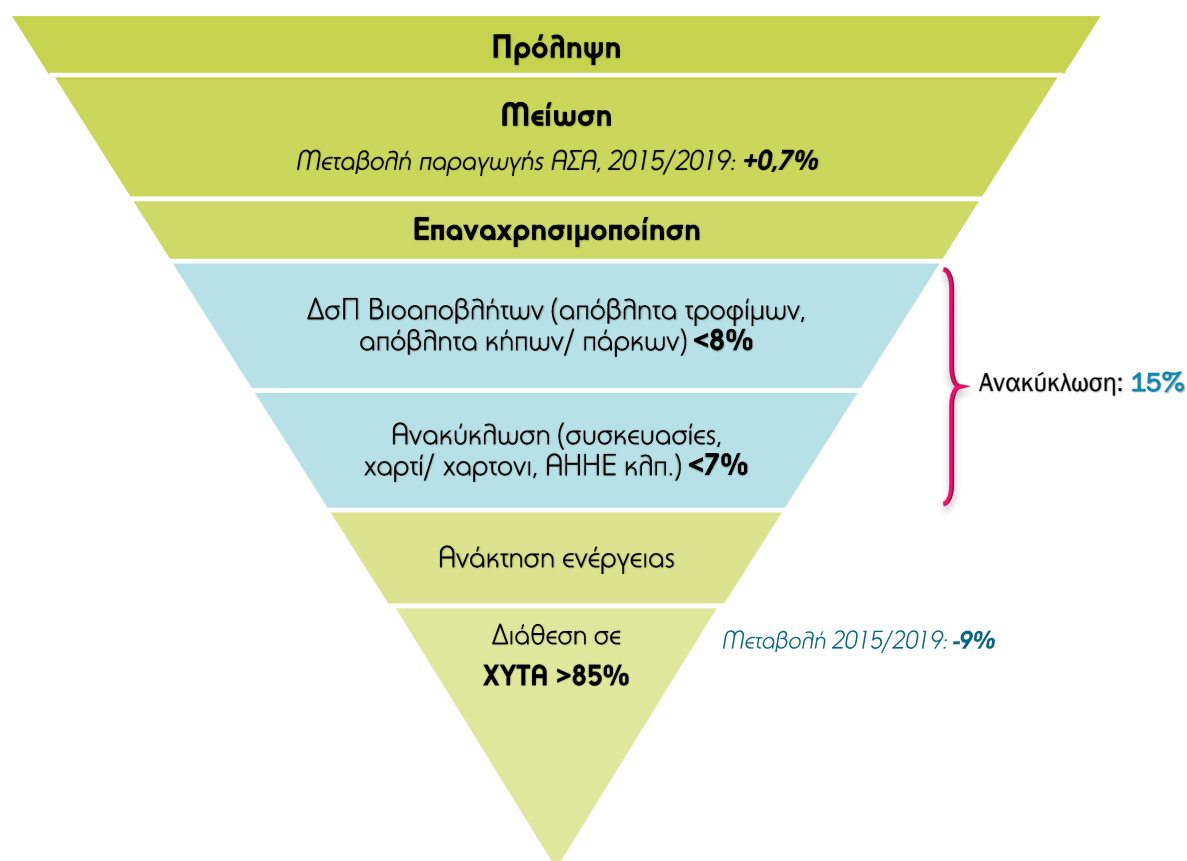 Πρόληψη
Μείωση
Μεταβολή παραγωγής ΑΣΑ, 2015/2019: +0,7%
Επαναχρησιμοποίηση
ΔσΠ Βιοαποβλήτων (απόβλητα τροφίμων,
απόβλητα κήπων/ πάρκων) <8%
Ανακύκλωση: 15%
Ανακύκλωση (συσκευασίες,
χαρτί/ χαρτονι, ΑΗΗΕ κλπ.) <7%
Ανάκτηση ενέργειας
Διάθεση σε
ΧΥΤΑ >85%
Μεταβολή 2015/2019: -9%